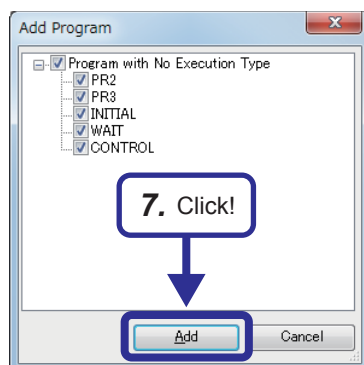 Add Program
Program with No Execution Type
PR2
PR3
INITIAL
WAIT
CONTROL
7. Click!
Add
Cancel